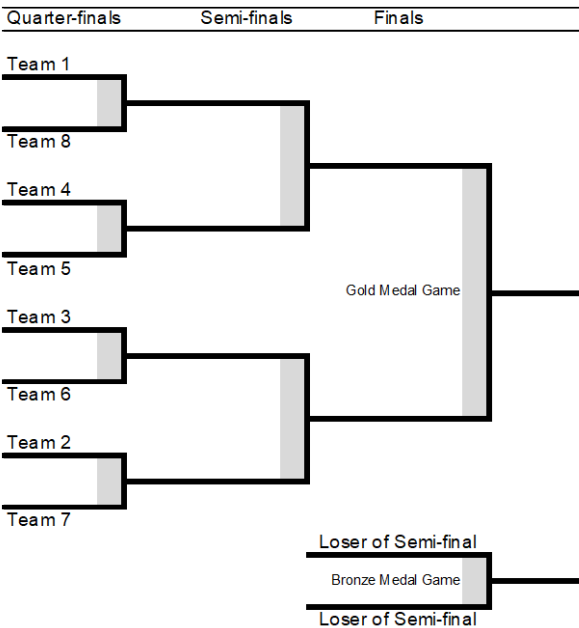 Quarter-finals Semi-finals Finals
Team 1
Team 8
Team 4
Team 5
Gold Medal Game
Team 3
Team 6
Team 2
Team 7
Loser of Semi-final
Bronze Medal Game
Loser of Semi-final